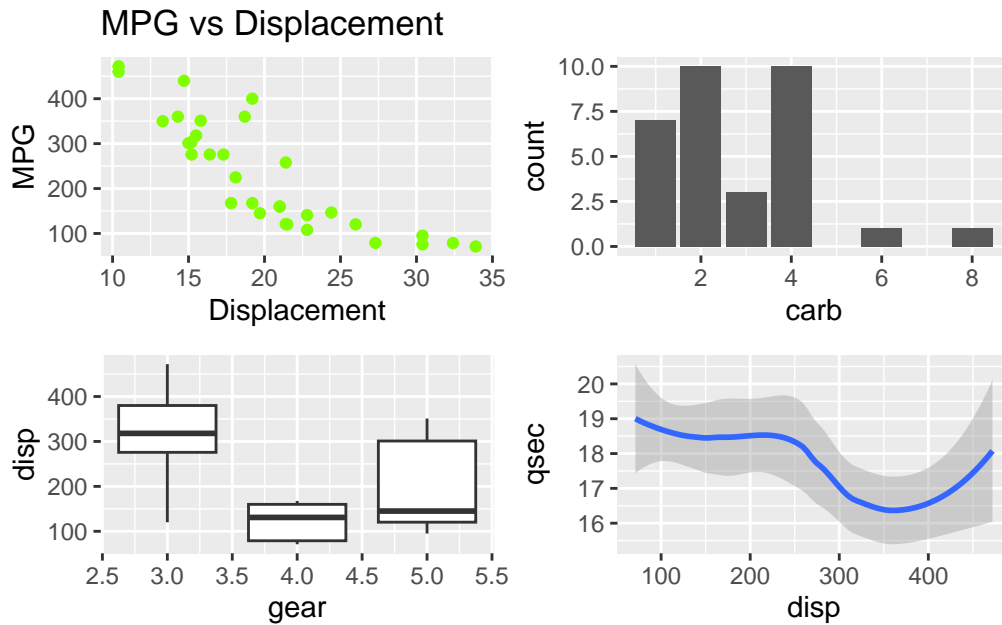 MPG vs Displacement
MPG
400
300
200
100
10 15 20 25 30 35
Displacement
count
10.0
7.5
5.0
2.5
0.0
2 4 6 8
carb
disp
400
300
200
100
2.5 3.0 3.5 4.0 4.5 5.0 5.5
gear
qsec
20
19
18
17
16
100 200 300 400
disp